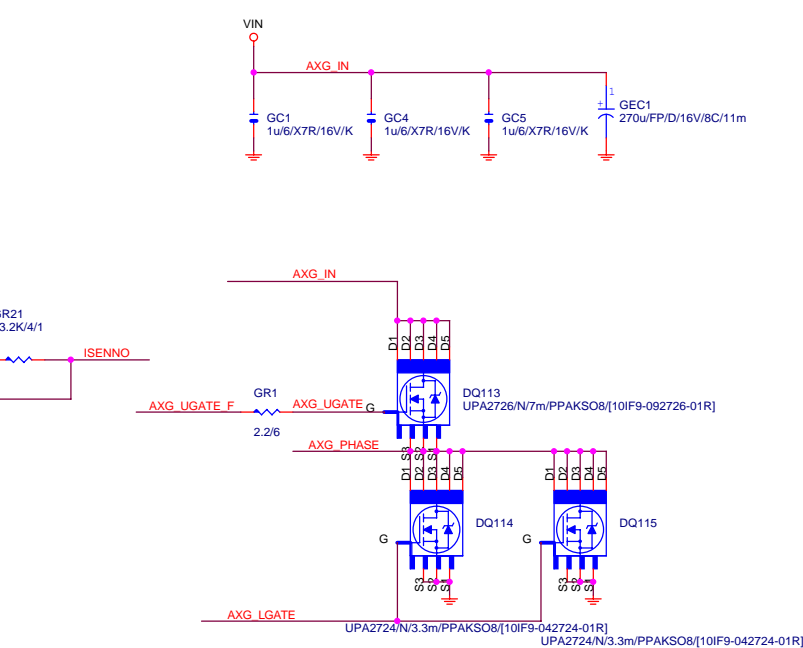 VIN
AXG_IN
GC1
1u/6/X7R/16V/K
GC4
1u/6/X7R/16V/K
GC5
1u/6/X7R/16V/K
1
+
GEC1
270u/FP/D/16V/8C/11m
AXG_IN
3.2K/4/1
ISENNO
D1
D2
D3
D4
D5
GR1
AXG_UGATE_F
AXG_UGATE
G
2.2/6
DQ113
UPA2726/N/7m/PPAKSO8/[10IF9-092726-01R]
AXG_PHASE
S3
S2
S1
D1
D2
D3
D4
D5
D1
D2
D3
D4
D5
G
DQ114
G
DQ115
S3
S2
S1
S3
S2
S1
AXG_LGATE
UPA2724/N/3.3m/PPAKSO8/[10IF9-042724-01R]
UPA2724/N/3.3m/PPAKSO8/[10IF9-042724-01R]